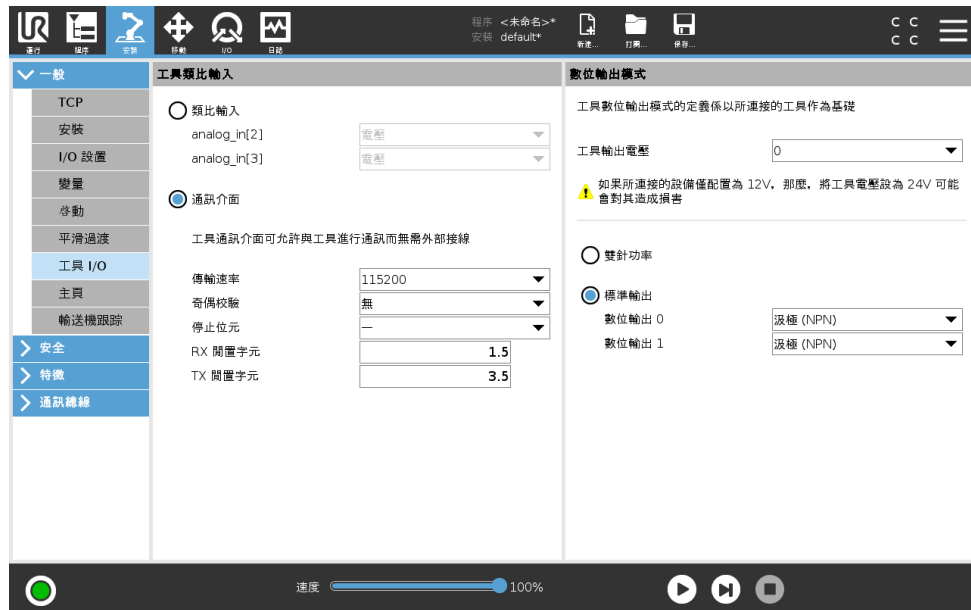 UR
運行
程序
安裝
移動
I/O
日誌
程序 <未命名>*
安裝 default*
新建...
打開...
保存...
C C
C C
一般
TCP
安裝
I/O 設置
變量
啓動
平滑過渡
工具 I/O
主頁
輸送機跟踪
安全
特徵
通訊總線
工具類比輸入
類比輸入
analog_in[2] 電壓
analog_in[3] 電壓
通訊介面
工具通訊介面可允許與工具進行通訊而無需外部接線
傳輸速率 115200
奇偶校驗 無
停止位元 一
RX 閒置字元 1.5
TX 閒置字元 3.5
數位輸出模式
工具數位輸出模式的定義係以所連接的工具作為基礎
工具輸出電壓 0
如果所連接的設備僅配置為 12V，那麼，將工具電壓設為 24V 可能
會對其造成損害
雙針功率
標準輸出
數位輸出 0 汲極 (NPN)
數位輸出 1 汲極 (NPN)
速度 100%